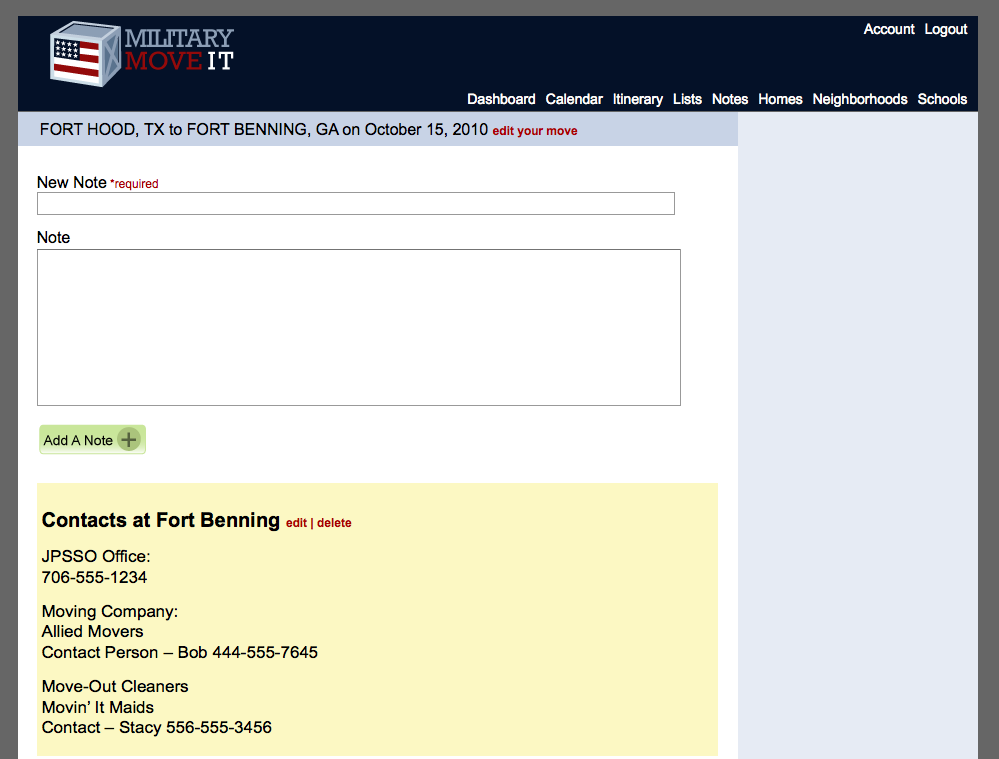 MILITARY
MOVE IT
Account Logout
Dashboard Calendar Itinerary Lists Notes Homes Neighborhoods Schools
FORT HOOD, TX to FORT BENNING, GA on October 15, 2010 edit your move
New Note *required
Note
Add A Note
Contacts at Fort Benning edit | delete
JPSSO Office:
706-555-1234
Moving Company:
Allied Movers
Contact Person – Bob 444-555-7645
Move-Out Cleaners
Movin’ It Maids
Contact – Stacy 556-555-3456